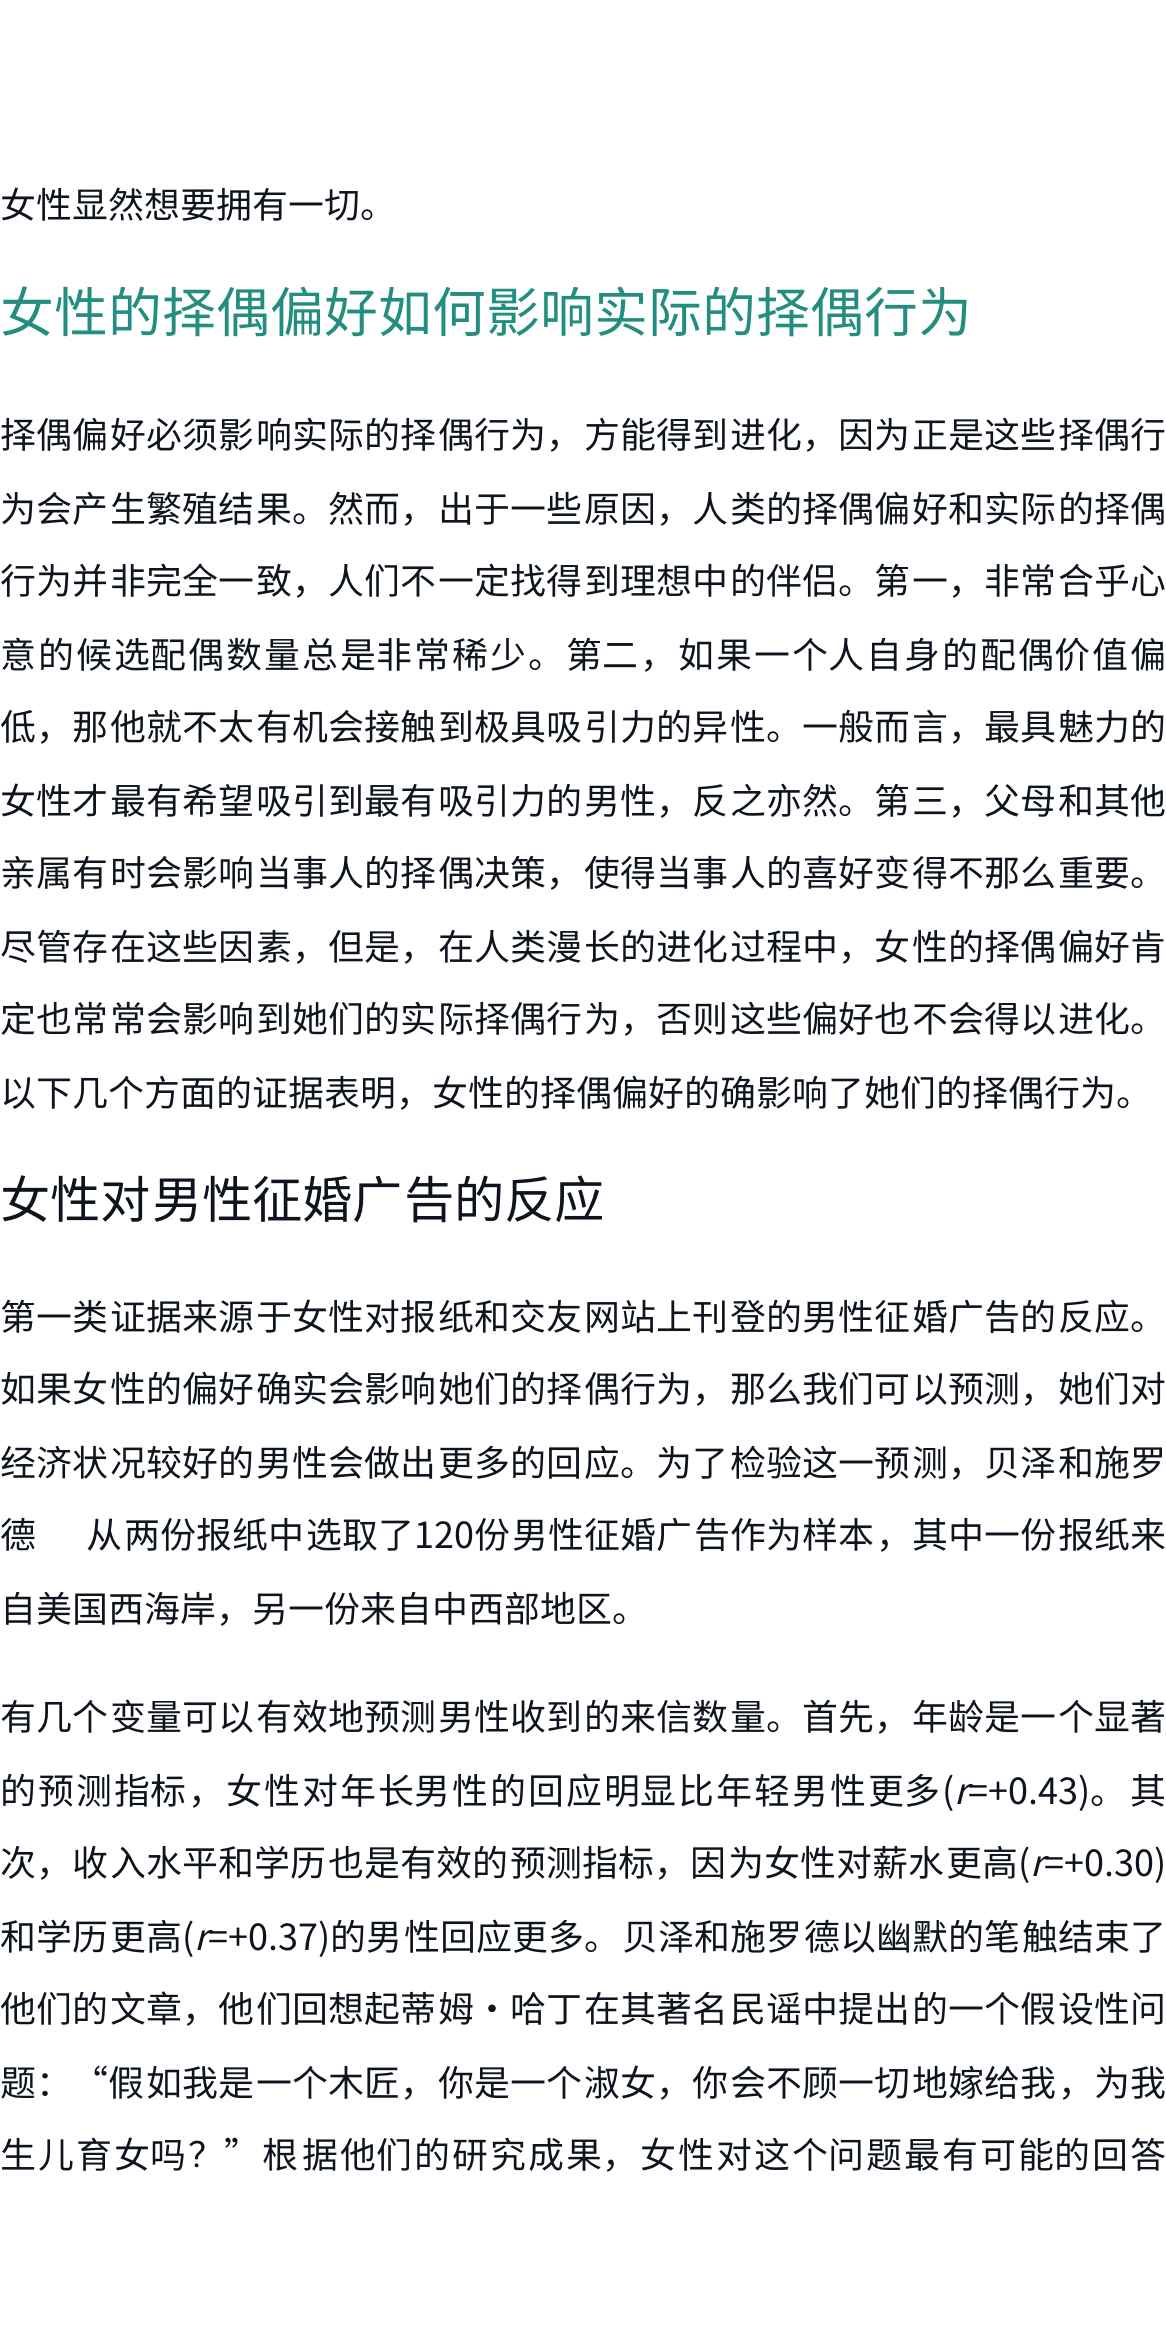 女性显然想要拥有一切。
女性的择偶偏好如何影响实际的择偶行为
择偶偏好必须影响实际的择偶行为，方能得到进化，因为正是这些择偶行
为会产生繁殖结果。然而，出于一些原因，人类的择偶偏好和实际的择偶
行为并非完全一致，人们不一定找得到理想中的伴侣。第一，非常合乎心
意的候选配偶数量总是非常稀少。第二，如果一个人自身的配偶价值偏
低，那他就不太有机会接触到极具吸引力的异性。一般而言，最具魅力的
女性才最有希望吸引到最有吸引力的男性，反之亦然。第三，父母和其他
亲属有时会影响当事人的择偶决策，使得当事人的喜好变得不那么重要。
尽管存在这些因素，但是，在人类漫长的进化过程中，女性的择偶偏好肯
定也常常会影响到她们的实际择偶行为，否则这些偏好也不会得以进化。
以下几个方面的证据表明，女性的择偶偏好的确影响了她们的择偶行为。
女性对男性征婚广告的反应
第一类证据来源于女性对报纸和交友网站上刊登的男性征婚广告的反应。
如果女性的偏好确实会影响她们的择偶行为，那么我们可以预测，她们对
经济状况较好的男性会做出更多的回应。为了检验这一预测，贝泽和施罗
德 从两份报纸中选取了120份男性征婚广告作为样本，其中一份报纸来
自美国西海岸，另一份来自中西部地区。
有几个变量可以有效地预测男性收到的来信数量。首先，年龄是一个显著
的预测指标，女性对年长男性的回应明显比年轻男性更多(r=+0.43)。其
次，收入水平和学历也是有效的预测指标，因为女性对薪水更高(r=+0.30)
和学历更高(r=+0.37)的男性回应更多。贝泽和施罗德以幽默的笔触结束了
他们的文章，他们回想起蒂姆·哈丁在其著名民谣中提出的一个假设性问
题：“假如我是一个木匠，你是一个淑女，你会不顾一切地嫁给我，为我
生儿育女吗？”根据他们的研究成果，女性对这个问题最有可能的回答